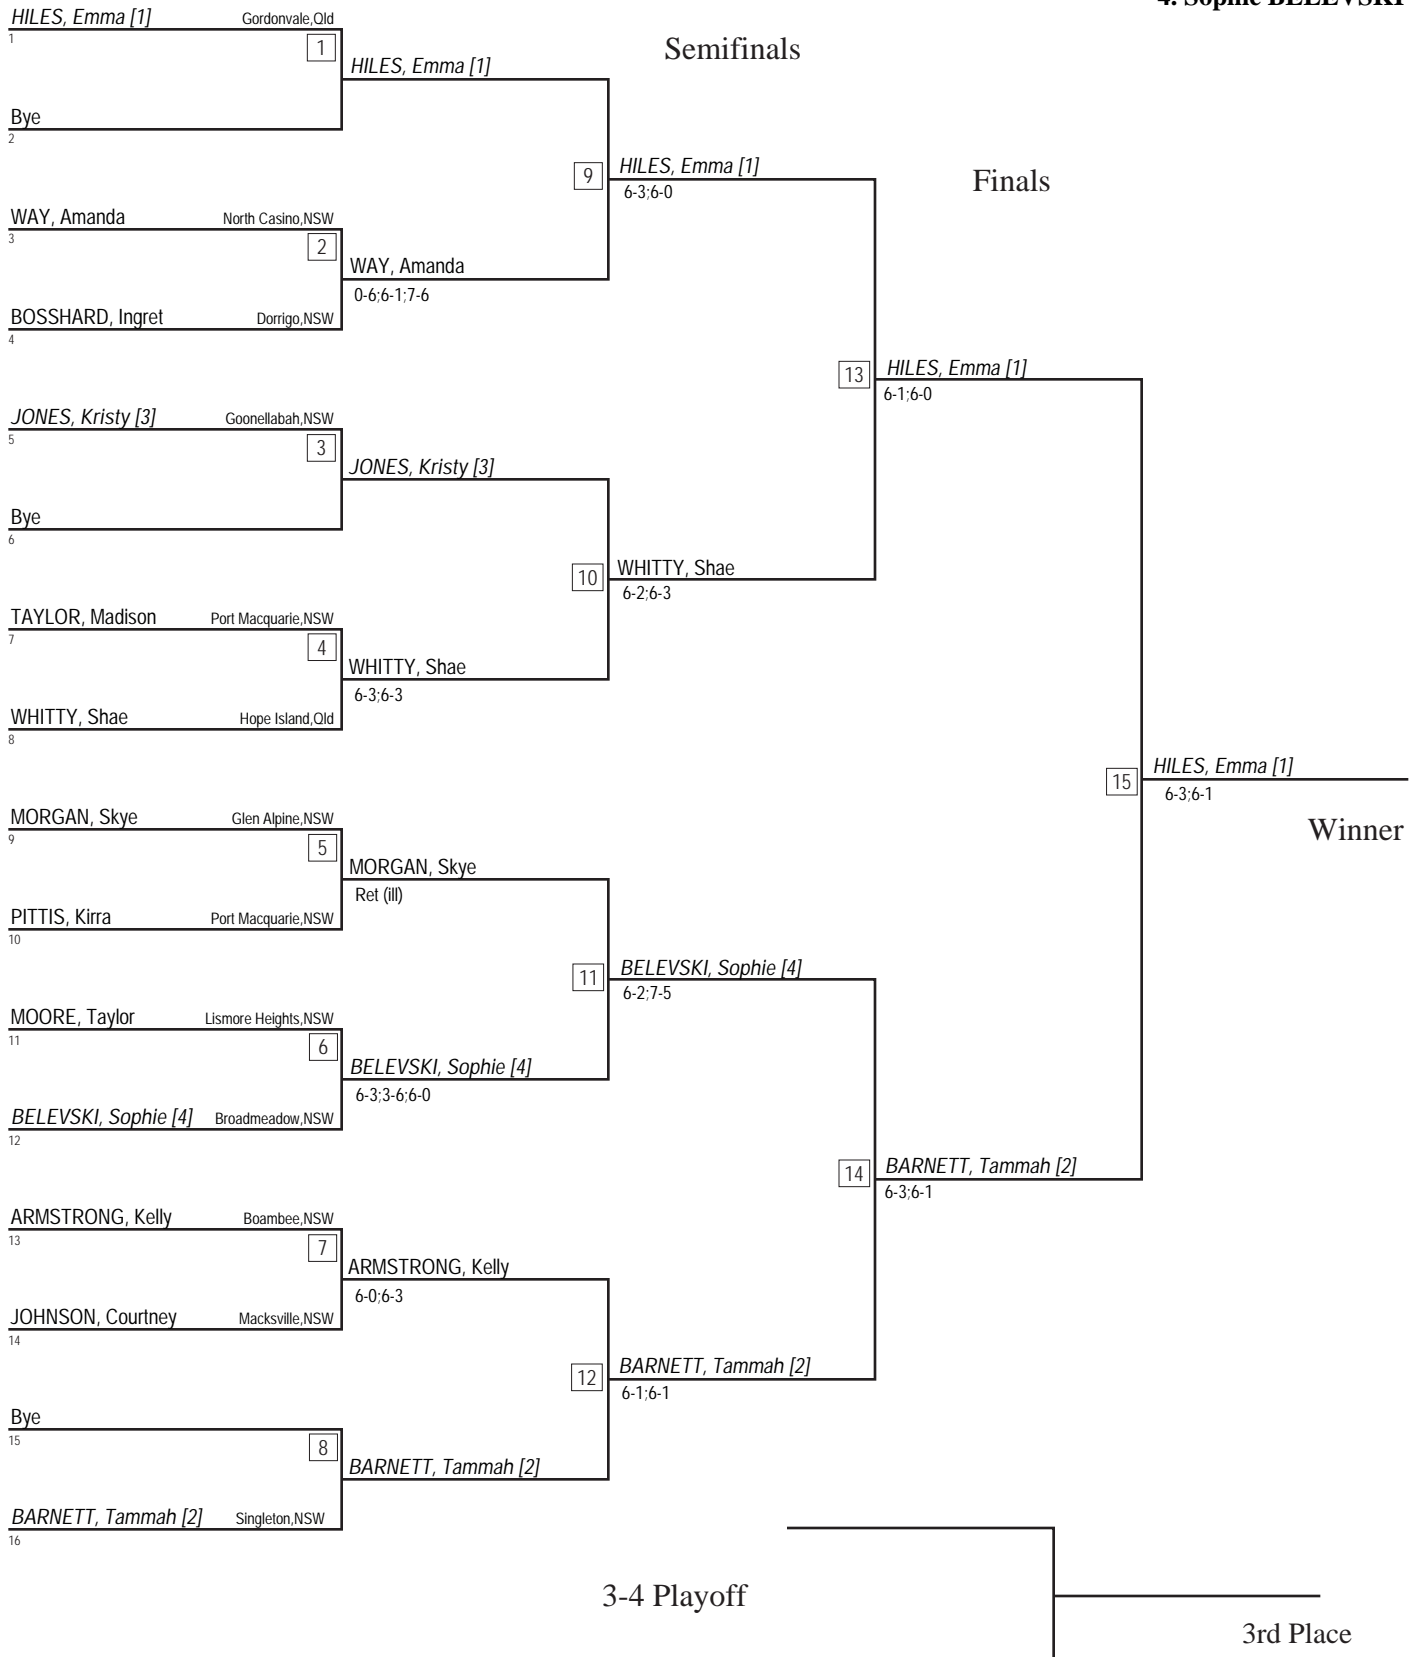 4. Sophie BELEVSKI
HILES, Emma [1] Gordonvale,Qld
1
1
HILES, Emma [1]
Semifinals
Bye
2
9
HILES, Emma [1]
6-3;6-0
Finals
WAY, Amanda North Casino,NSW
3
2
WAY, Amanda
0-6;6-1;7-6
BOSSHARD, Ingret Dorrigo,NSW
4
13
HILES, Emma [1]
6-1;6-0
JONES, Kristy [3] Goonellabah,NSW
5
3
JONES, Kristy [3]
Bye
6
10
WHITTY, Shae
6-2;6-3
TAYLOR, Madison Port Macquarie,NSW
7
4
WHITTY, Shae
6-3;6-3
WHITTY, Shae Hope Island,Qld
8
15
HILES, Emma [1]
6-3;6-1
Winner
MORGAN, Skye Glen Alpine,NSW
9
5
MORGAN, Skye
Ret (ill)
PITTIS, Kirra Port Macquarie,NSW
10
11
BELEVSKI, Sophie [4]
6-2;7-5
MOORE, Taylor Lismore Heights,NSW
11
6
BELEVSKI, Sophie [4]
6-3;3-6;6-0
BELEVSKI, Sophie [4] Broadmeadow,NSW
12
14
BARNETT, Tammah [2]
6-3;6-1
ARMSTRONG, Kelly Boambee,NSW
13
7
ARMSTRONG, Kelly
6-0;6-3
JOHNSON, Courtney Macksville,NSW
14
12
BARNETT, Tammah [2]
6-1;6-1
Bye
15
8
BARNETT, Tammah [2]
BARNETT, Tammah [2] Singleton,NSW
16
3-4 Playoff
3rd Place